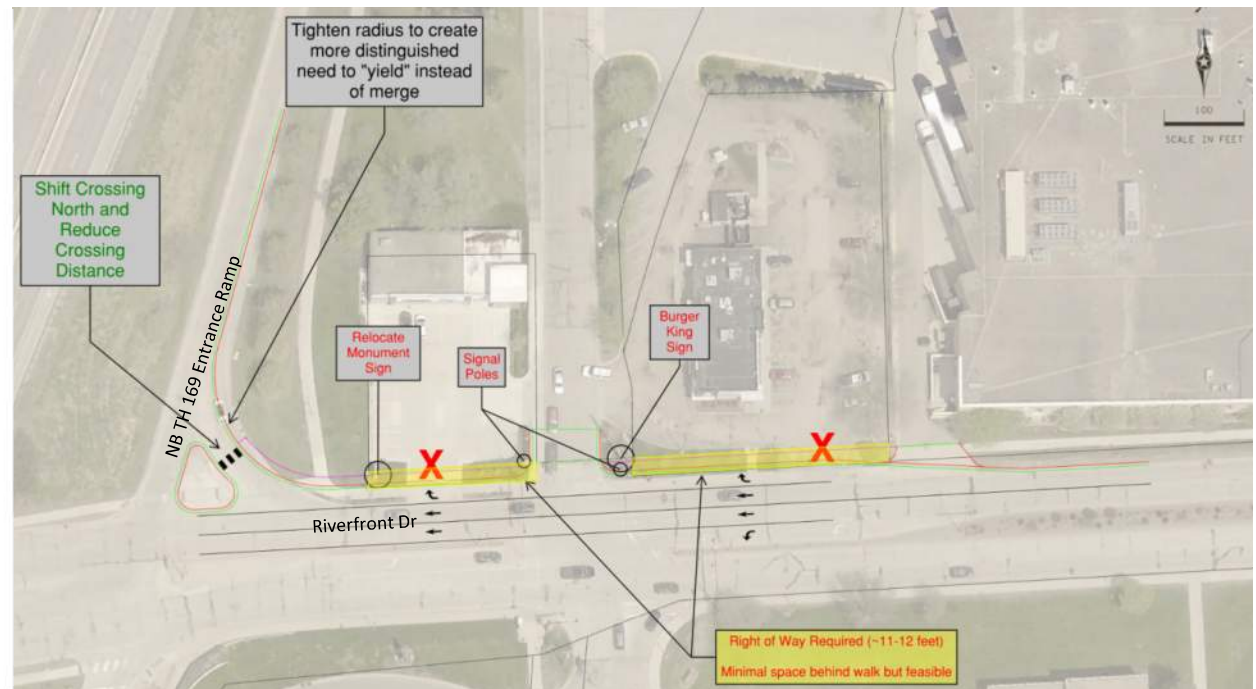 Tighten radius to create
more distinguished
need to "yield" instead
of merge
100
SCALE IN FEET
Shift Crossing
North and
Reduce
Crossing
Distance
NB TH 169 Entrance Ramp
Relocate
Monument
Sign
Signal
Poles
Burger
King
Sign
X
X
Riverfront Dr
Right of Way Required (~11-12 feet)
Minimal space behind walk but feasible